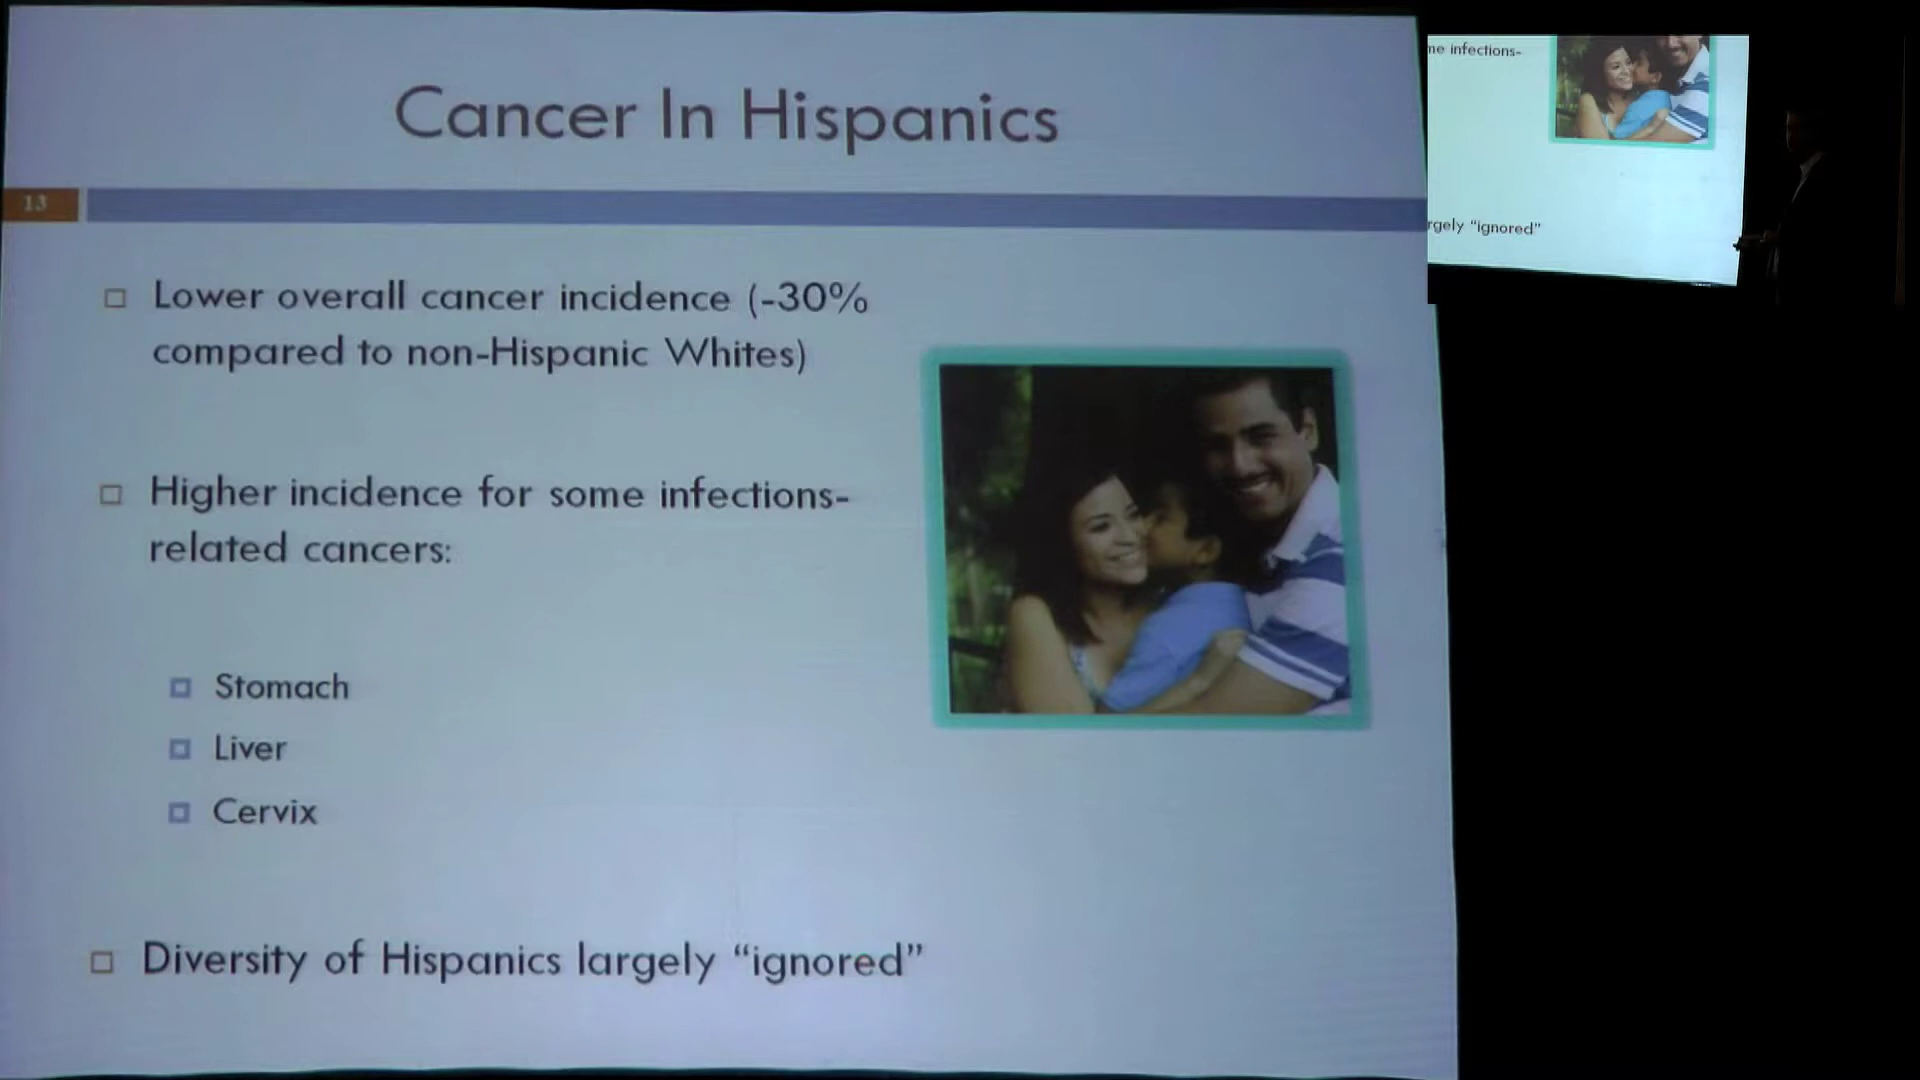 Cancer In Hispanics
13
Lower overall cancer incidence (-30%
compared to non-Hispanic Whites)
Higher incidence for some infections-
related cancers:
Stomach
Liver
Cervix
Diversity of Hispanics largely “ignored”
me infections-
rgely “ignored”